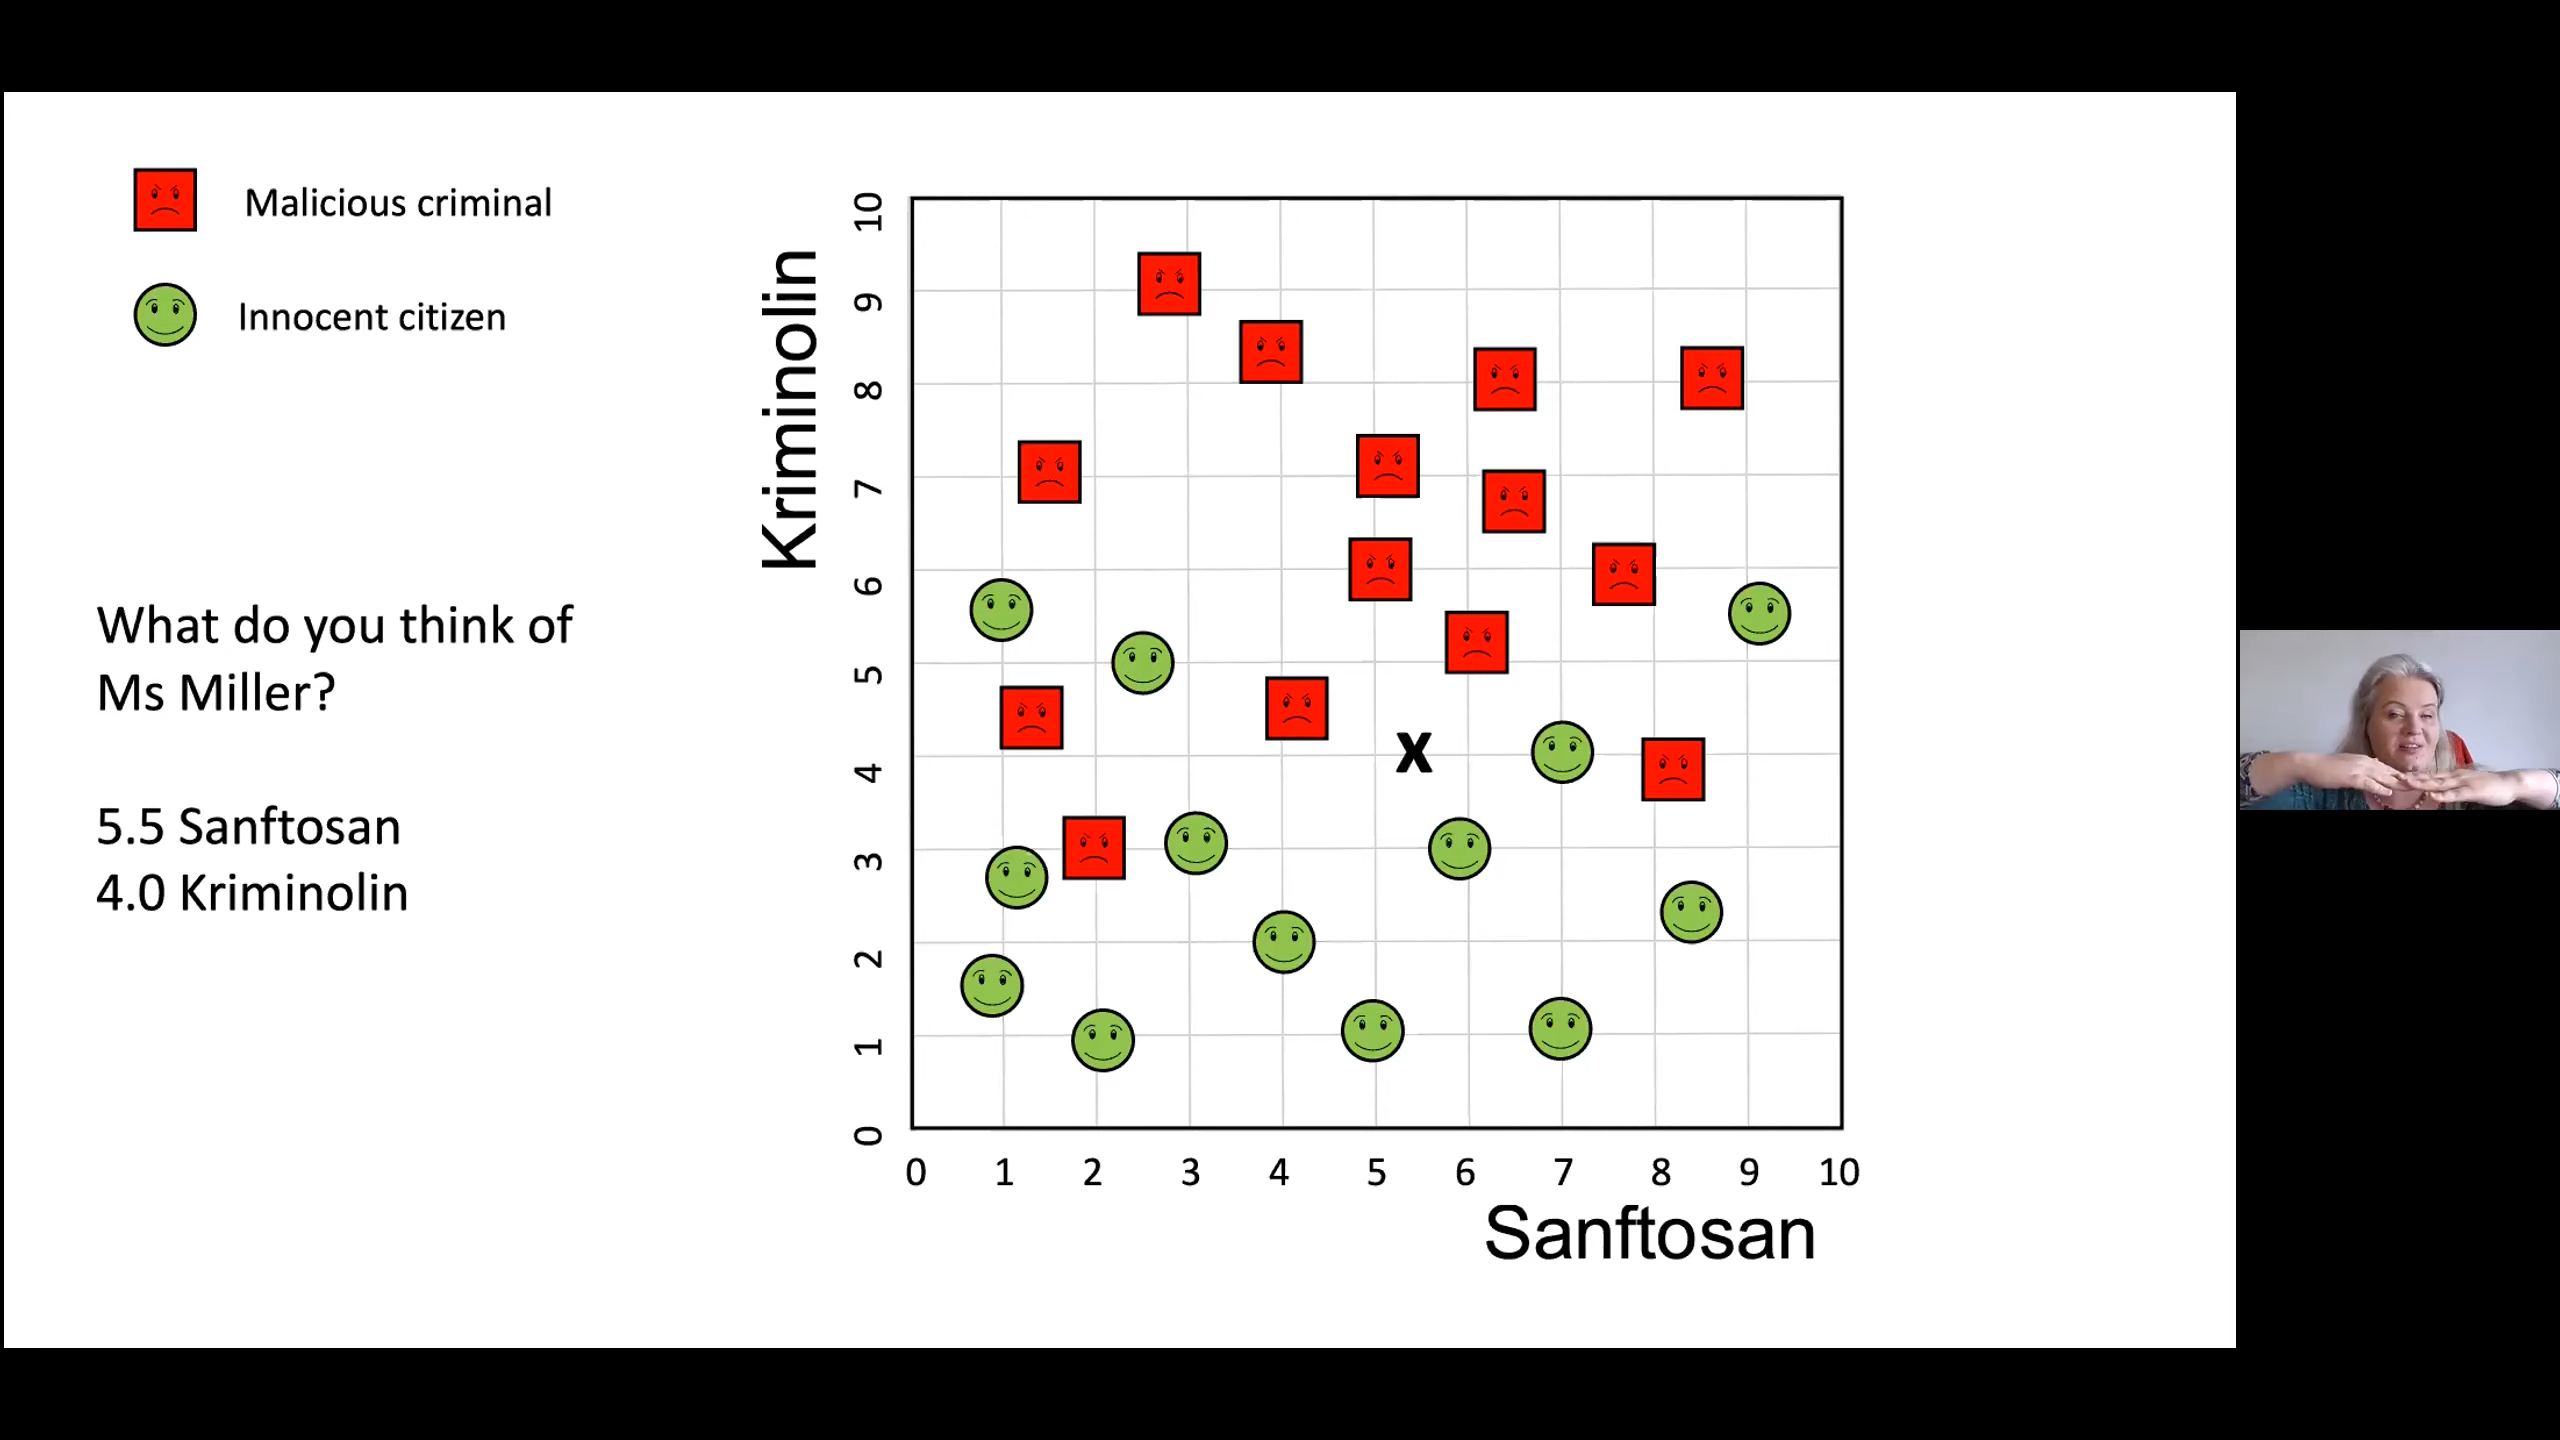 Malicious criminal
Innocent citizen
What do you think of
Ms Miller?
5.5 Sanftosan
4.0 Kriminolin
Kriminolin
10
9
8
7
6
5
4
3
2
1
0
X
0 1 2 3 4 5 6 7 8 9 10
Sanftosan